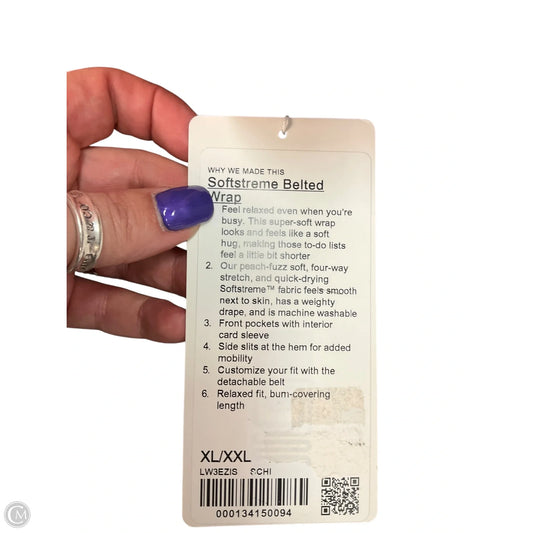 WHY WE MADE THIS
Softstreme Belted
Wrap
Feel relaxed even when you're
busy. This super-soft wrap
looks and feels like a soft
hug, making those to-do lists
feel a little bit shorter
2. Our peach-fuzz soft, four-way
stretch, and quick-drying
Softstreme™ fabric feels smooth
next to skin, has a weighty
drape, and is machine washable
3. Front pockets with interior
card sleeve
4. Side slits at the hem for added
mobility
5. Customize your fit with the
detachable belt
6. Relaxed fit, bum-covering
length
XL/XXL
LW3EZIS SCHI
000134150094
CM